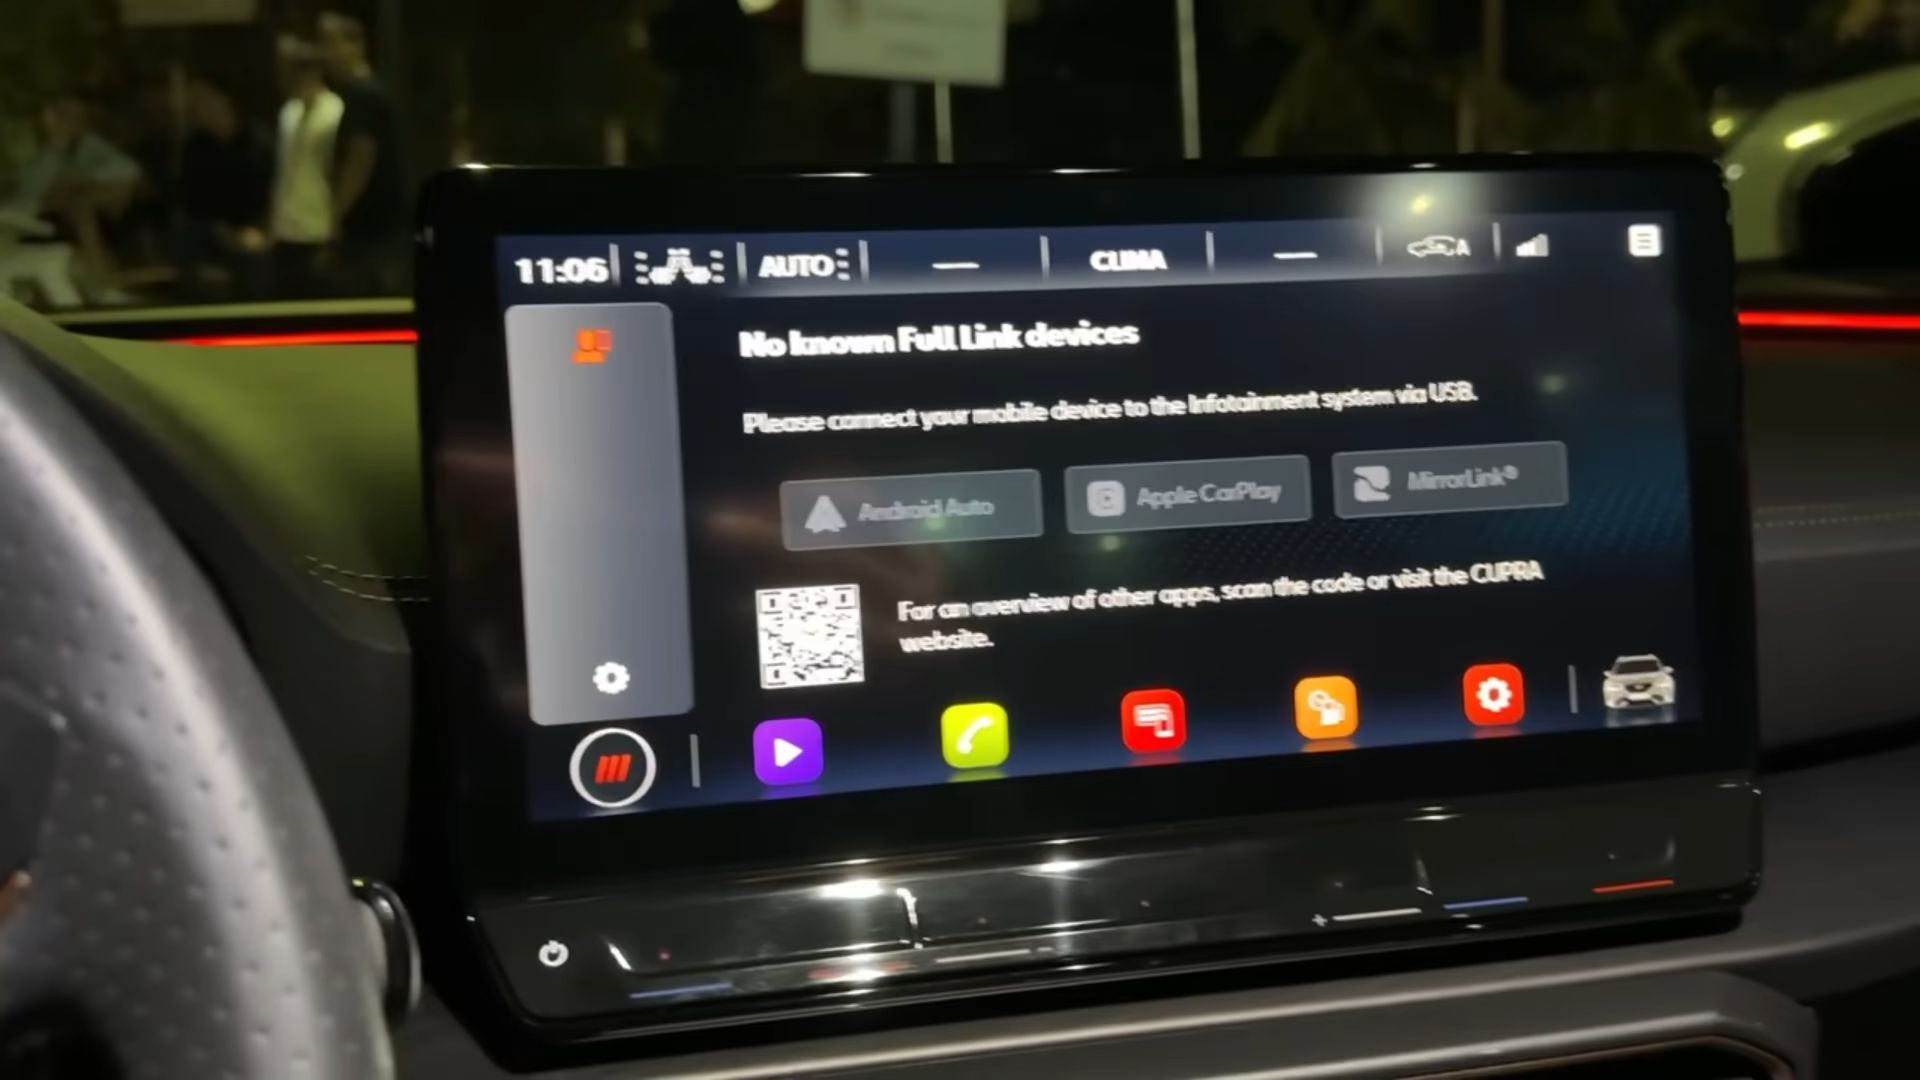 11:06 AUTO — CLIMA — A
No known Full Link devices
Please connect your mobile device to the Infotainment system via USB.
Android Auto Apple CarPlay MirrorLink®
For an overview of other apps, scan the code or visit the CUPRA
website.